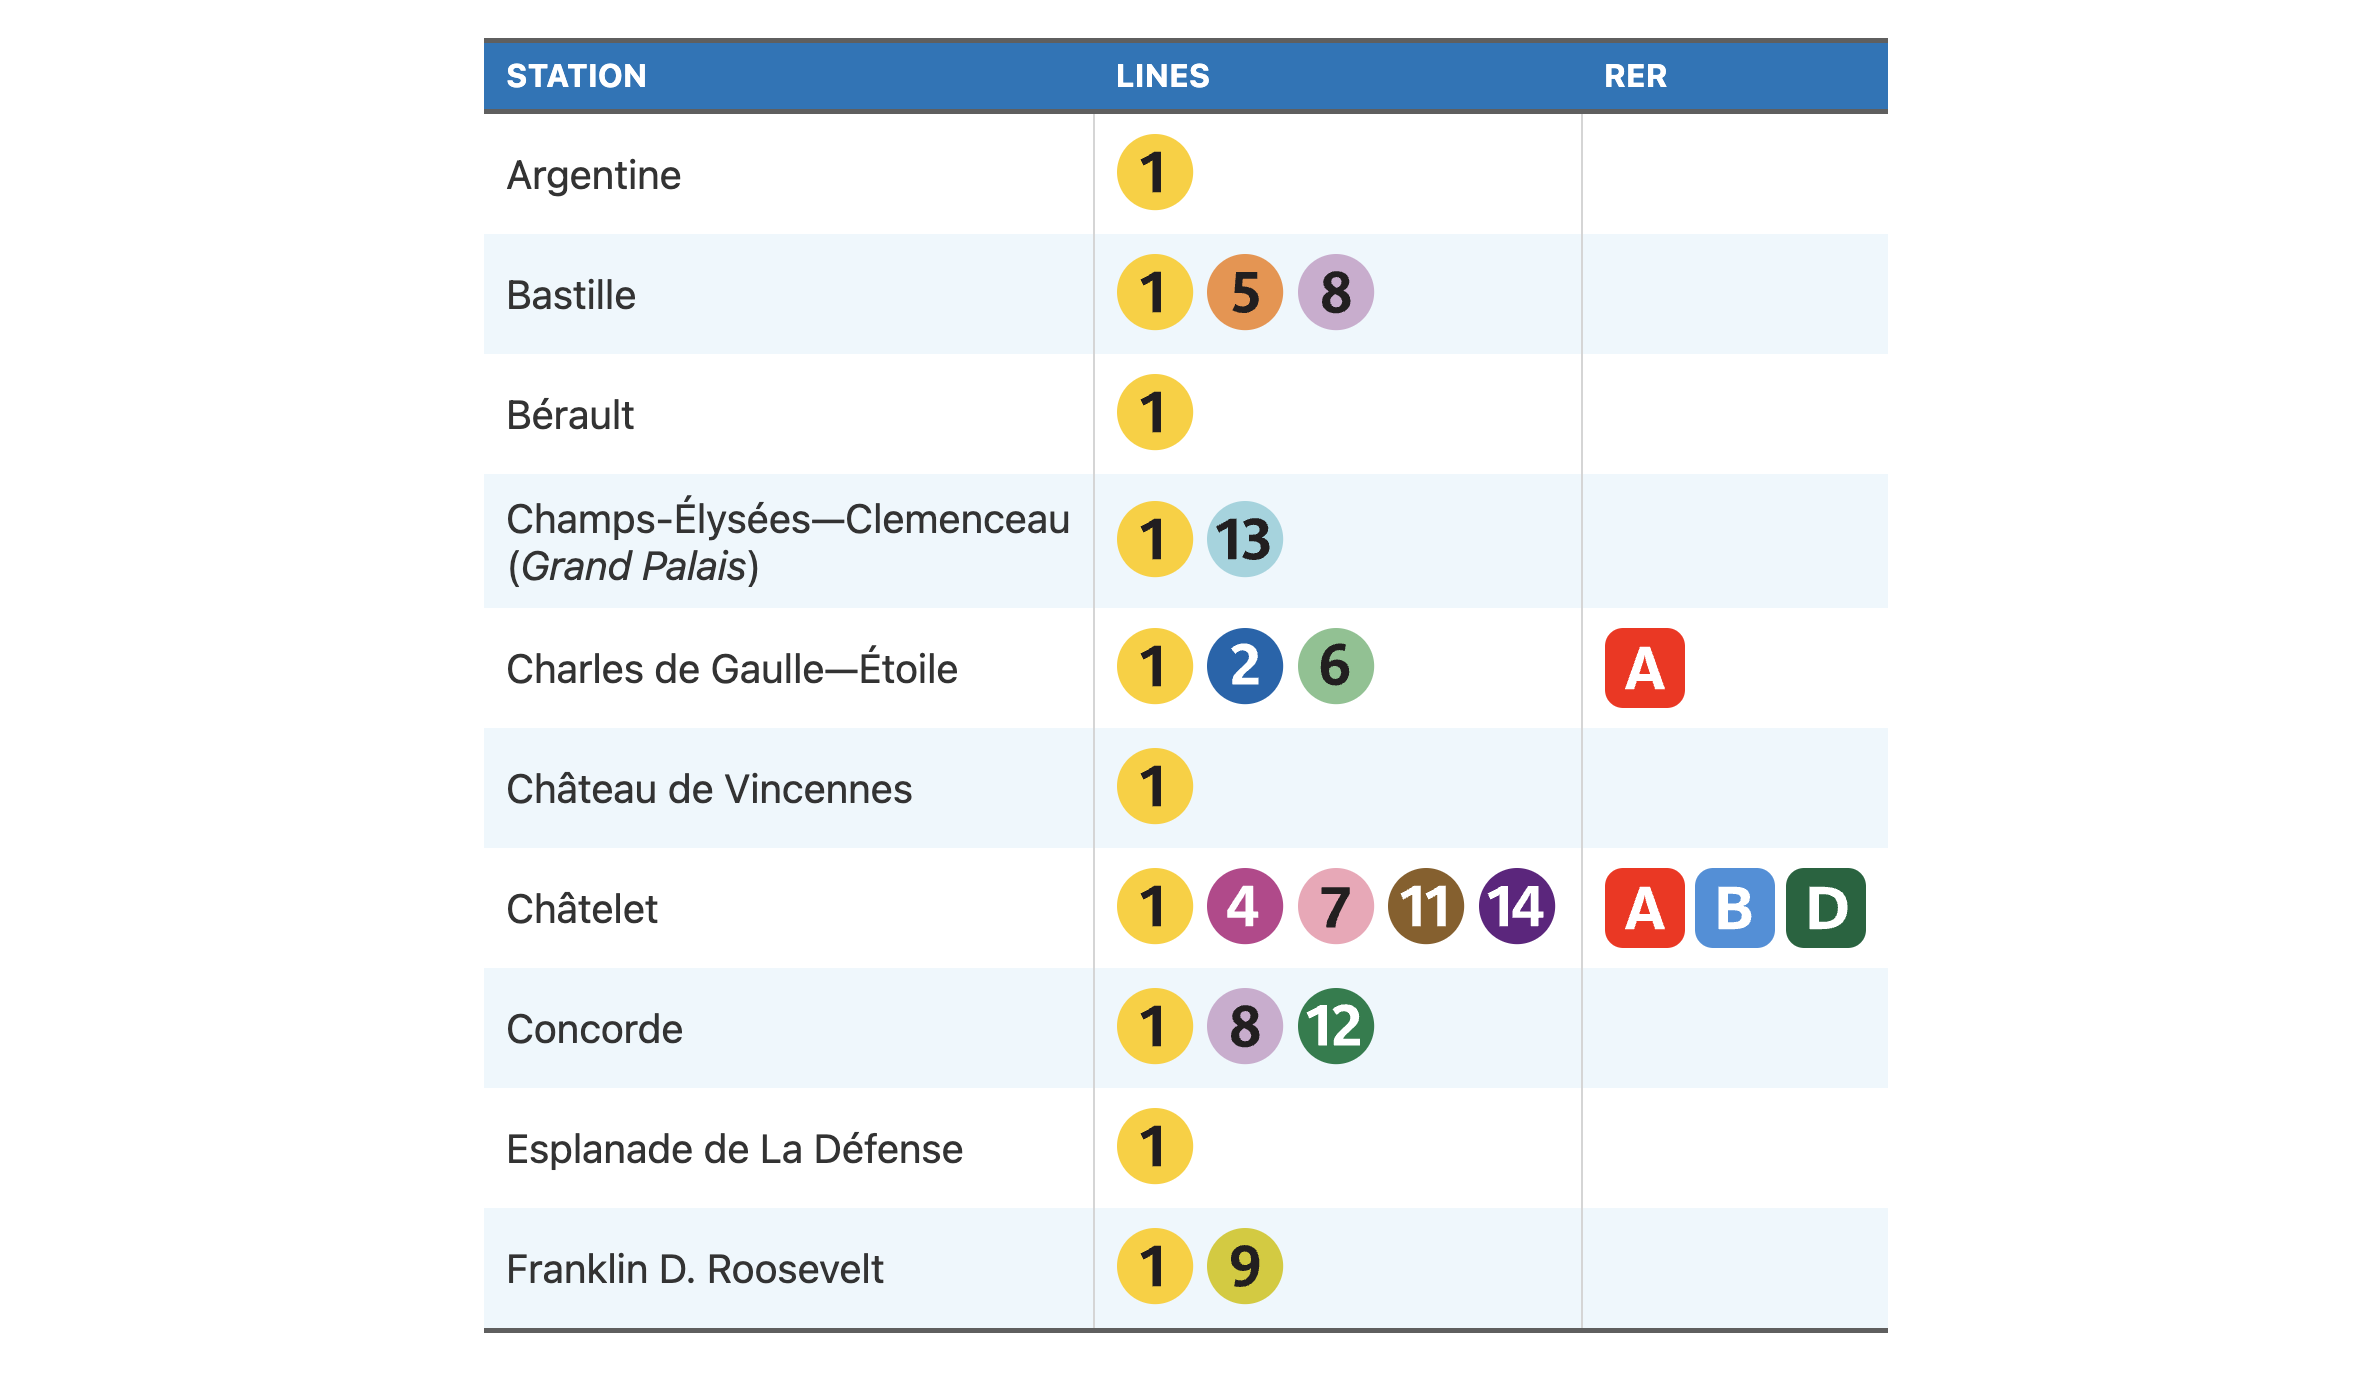 STATION LINES RER
Argentine 1
Bastille 1 5 8
Bérault 1
Champs-Élysées—Clemenceau
(Grand Palais) 1 13
Charles de Gaulle—Étoile 1 2 6 A
Château de Vincennes 1
Châtelet 1 4 7 11 14 A B D
Concorde 1 8 12
Esplanade de La Défense 1
Franklin D. Roosevelt 1 9